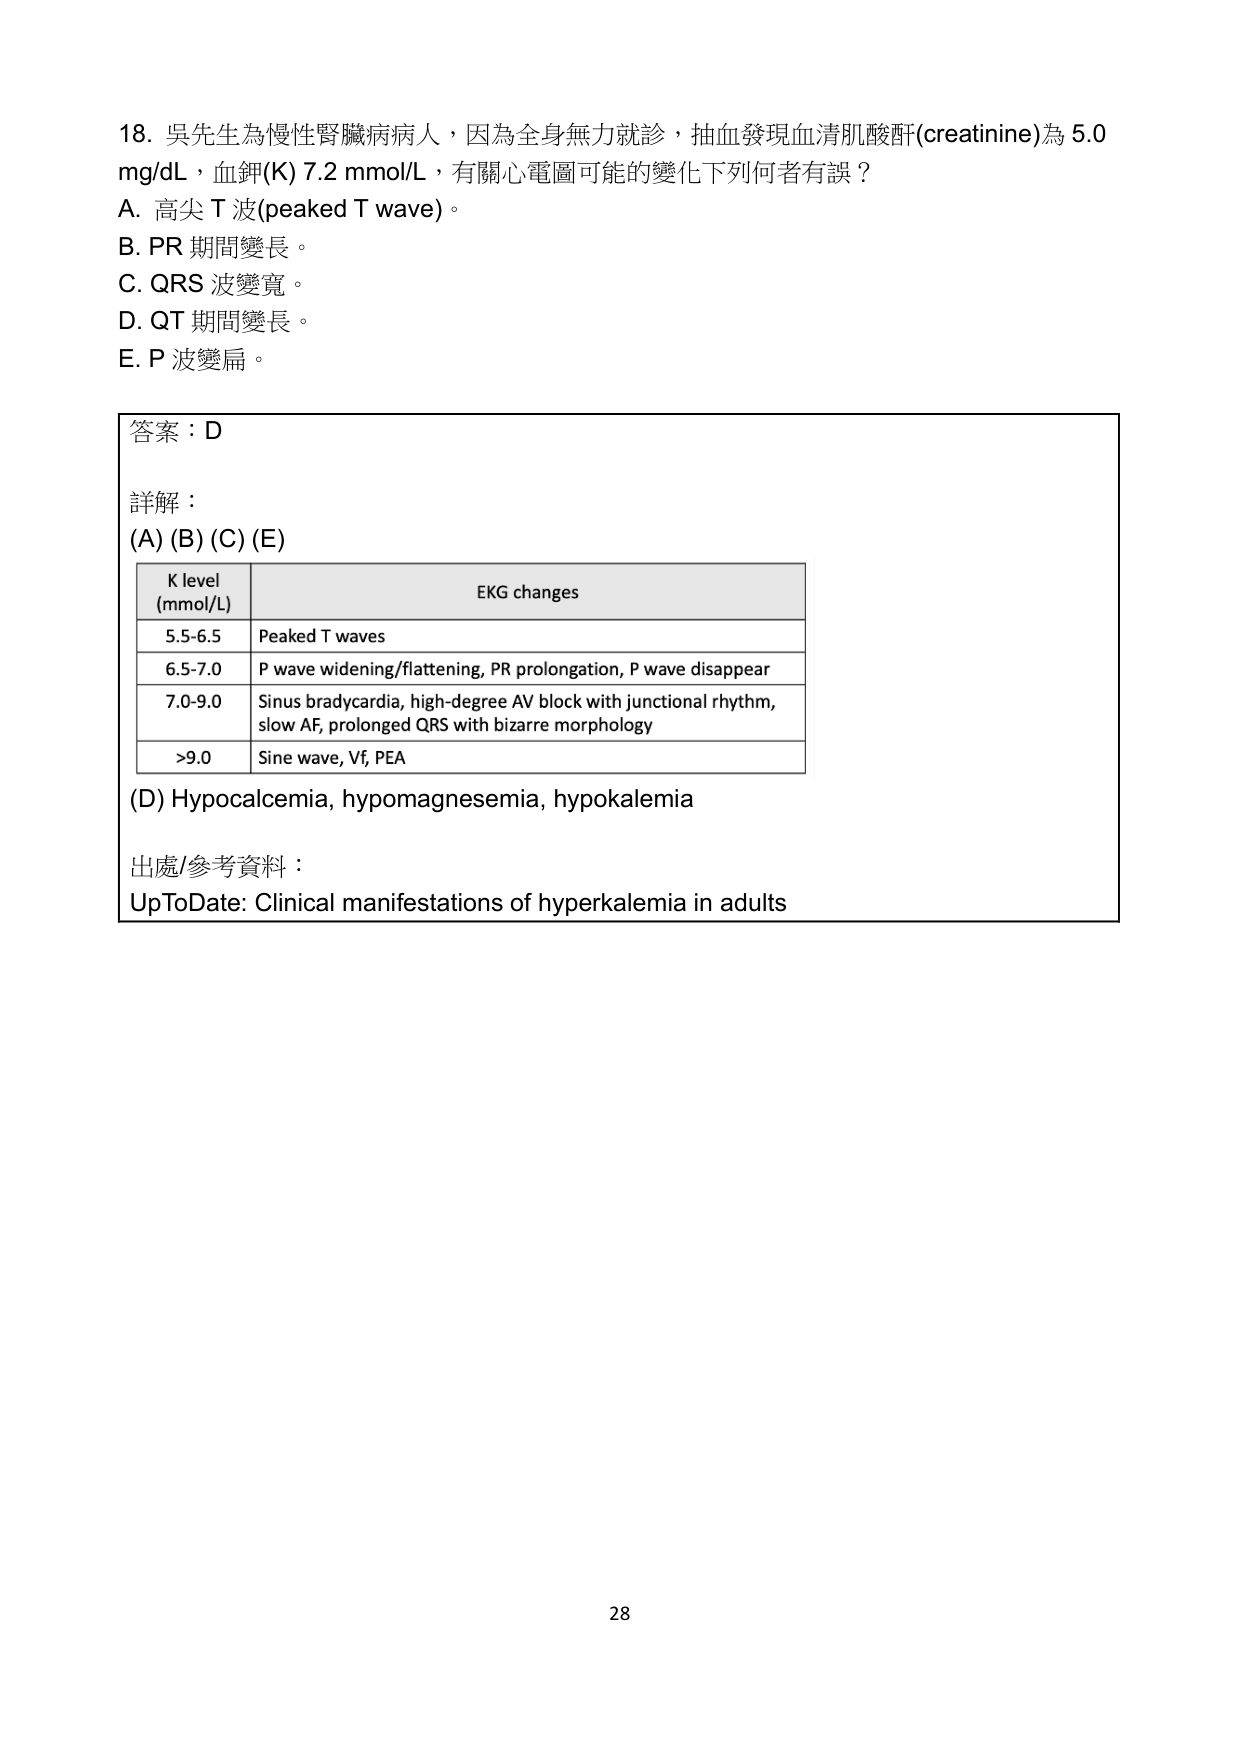 18. 吳先生為慢性腎臟病病人，因為全身無力就診，抽血發現血清肌酸酐(creatinine)為 5.0
mg/dL，血鉀(K) 7.2 mmol/L，有關心電圖可能的變化下列何者有誤？
A. 高尖 T 波(peaked T wave)。
B. PR 期間變長。
C. QRS 波變寬。
D. QT 期間變長。
E. P 波變扁。
答案：D
詳解：
(A) (B) (C) (E)
K level
(mmol/L)
EKG changes
5.5-6.5 Peaked T waves
6.5-7.0 P wave widening/flattening, PR prolongation, P wave disappear
7.0-9.0 Sinus bradycardia, high-degree AV block with junctional rhythm,
slow AF, prolonged QRS with bizarre morphology
>9.0 Sine wave, Vf, PEA
(D) Hypocalcemia, hypomagnesemia, hypokalemia
出處/參考資料：
UpToDate: Clinical manifestations of hyperkalemia in adults
28